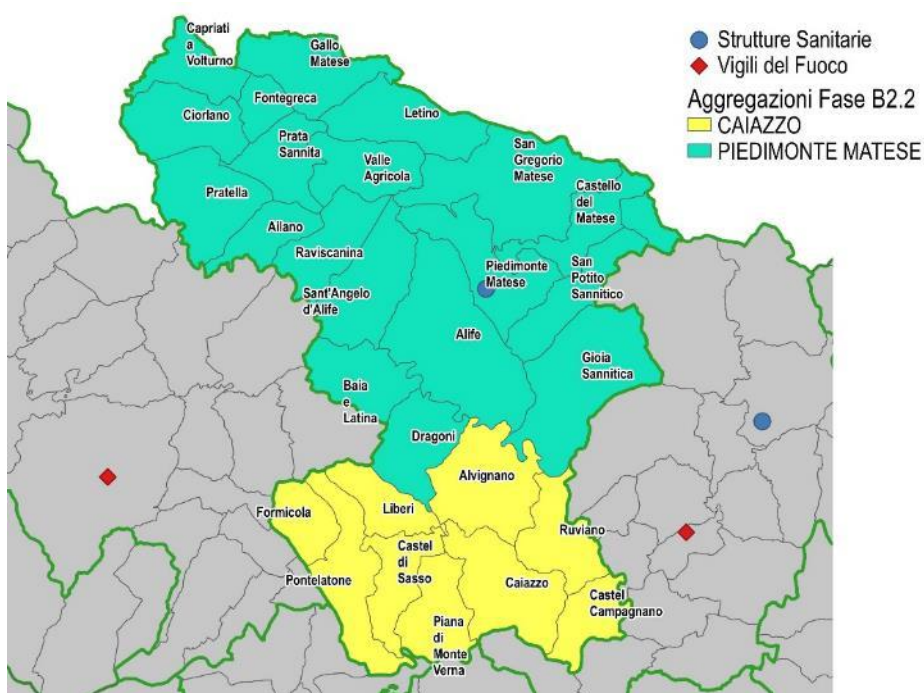 Strutture Sanitarie
Vigili del Fuoco
Aggregazioni Fase B2.2
CAIAZZO
PIEDIMONTE MATESE
Capriati
a
Volturno
Gallo
Matese
Fontegreca
Ciorlano
Letino
Prata
Sannita
San
Gregorio
Matese
Valle
Agricola
Pratella
Castello
del
Matese
Ailano
Raviscanina
Piedimonte
Matese
San
Potito
Sannitico
Sant'Angelo
d'Alife
Alife
Gioia
Sannitica
Baia
e
Latina
Dragoni
Alvignano
Formicola
Liberi
Ruviano
Castel
di
Sasso
Pontelatone
Caiazzo
Castel
Campagnano
Piana
di
Monte
Verna